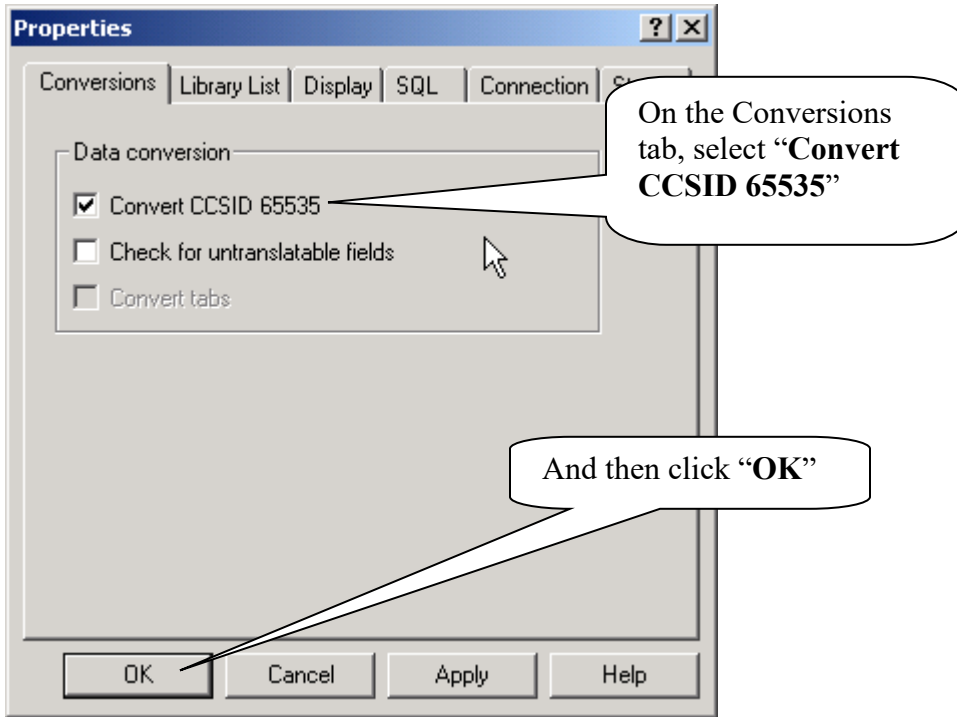 Properties
Conversions Library List Display SQL Connection
On the Conversions
tab, select “Convert
CCSID 65535”
Data conversion
Convert CCSID 65535
Check for untranslatable fields
Convert tabs
And then click “OK”
OK Cancel Apply Help